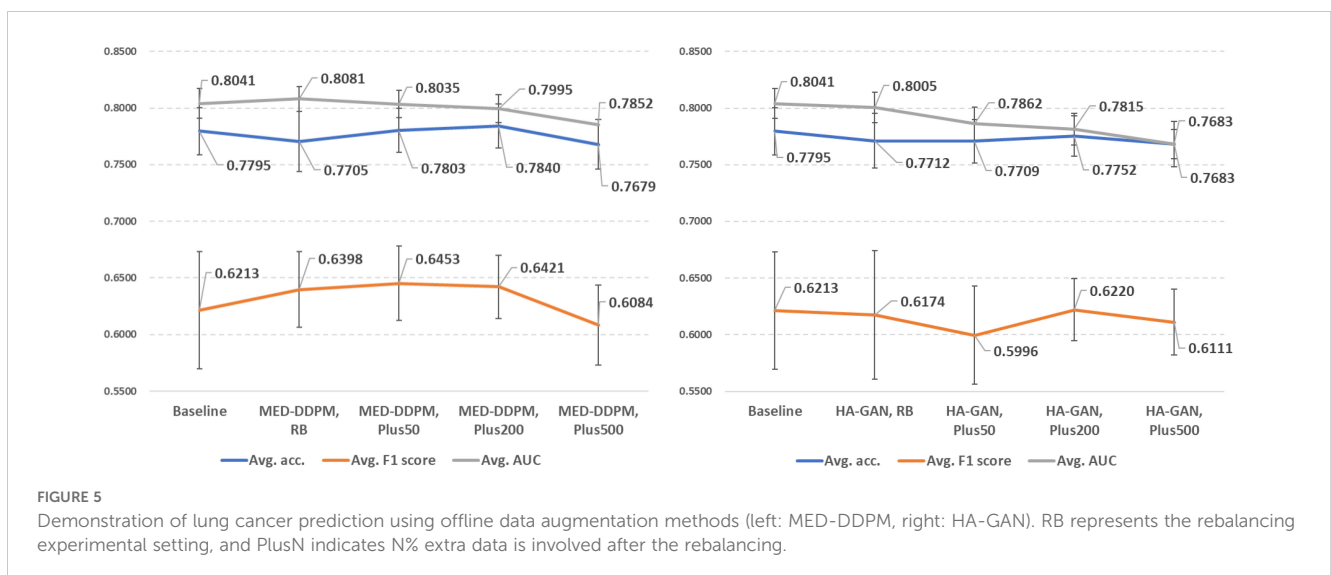 0.8500
0.8000
0.7500
0.7000
0.6500
0.6000
0.5500
0.8041
0.8081
0.8035
0.7995
0.7852
0.7795
0.7705
0.7803
0.7840
0.7679
0.6213
0.6398
0.6453
0.6421
0.6084
Baseline
MED-DDPM,
RB
MED-DDPM,
Plus50
MED-DDPM,
Plus200
MED-DDPM,
Plus500
Avg. acc. Avg. F1 score Avg. AUC
0.8500
0.8000
0.7500
0.7000
0.6500
0.6000
0.5500
0.8041
0.8005
0.7862
0.7815
0.7683
0.7795
0.7712
0.7709
0.7752
0.7683
0.6213
0.6174
0.5996
0.6220
0.6111
Baseline
HA-GAN, RB
HA-GAN,
Plus50
HA-GAN,
Plus200
HA-GAN,
Plus500
Avg. acc. Avg. F1 score Avg. AUC
FIGURE 5
Demonstration of lung cancer prediction using offline data augmentation methods (left: MED-DDPM, right: HA-GAN). RB represents the rebalancing
experimental setting, and PlusN indicates N% extra data is involved after the rebalancing.